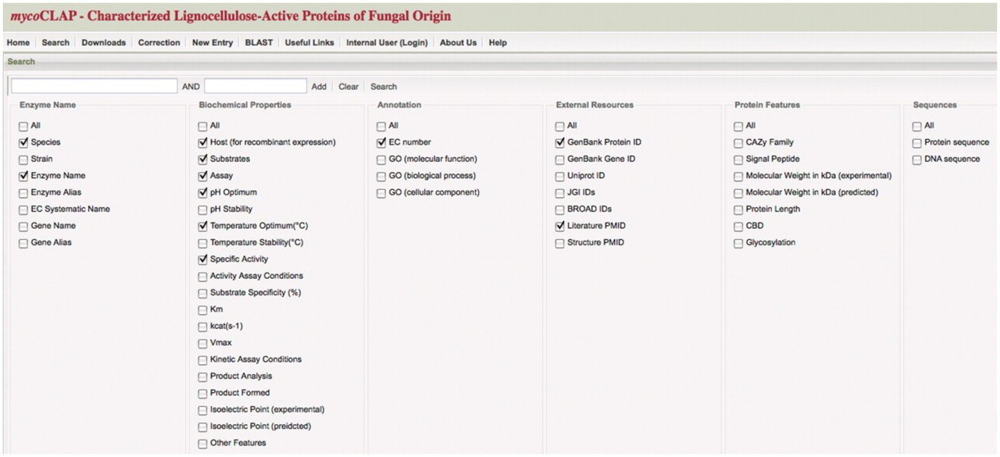 mycoCLAP - Characterized Lignocellulose-Active Proteins of Fungal Origin
Home Search Downloads Correction New Entry BLAST Useful Links Internal User (Login) About Us Help
Search
AND Add Clear Search
Enzyme Name
All
Species
Strain
Enzyme Name
Enzyme Alias
EC Systematic Name
Gene Name
Gene Alias
Biochemical Properties
All
Host (for recombinant expression)
Substrates
Assay
pH Optimum
pH Stability
Temperature Optimum(°C)
Temperature Stability(°C)
Specific Activity
Activity Assay Conditions
Substrate Specificity (%)
Km
kcat(s-1)
Vmax
Kinetic Assay Conditions
Product Analysis
Product Formed
Isoelectric Point (experimental)
Isoelectric Point (preidcted)
Other Features
Annotation
All
EC number
GO (molecular function)
GO (biological process)
GO (cellular component)
External Resources
All
GenBank Protein ID
GenBank Gene ID
Uniprot ID
JGI IDs
BROAD IDs
Literature PMID
Structure PMID
Protein Features
All
CAZy Family
Signal Peptide
Molecular Weight in kDa (experimental)
Molecular Weight in kDa (predicted)
Protein Length
CBD
Glycosylation
Sequences
All
Protein sequence
DNA sequence